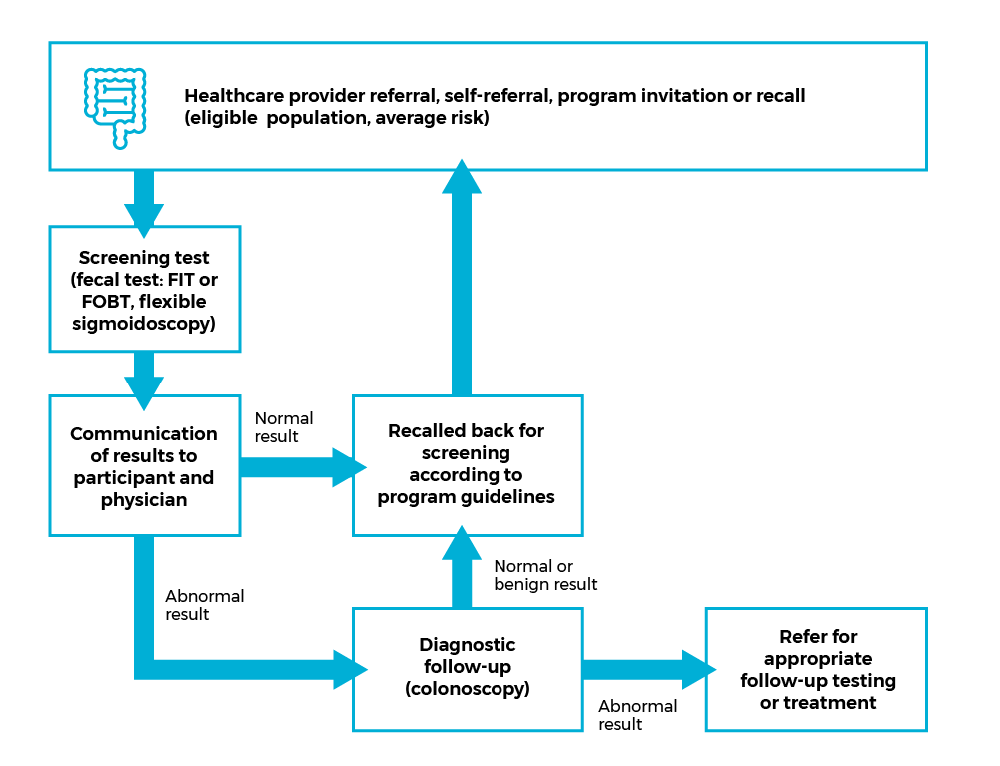 Healthcare provider referral, self-referral, program invitation or recall
(eligible population, average risk)
Screening test
(fecal test: FIT or
FOBT, flexible
sigmoidoscopy)
Communication
of results to
participant and
physician
Normal
result
Recalled back for
screening
according to
program guidelines
Abnormal
result
Normal or
benign result
Diagnostic
follow-up
(colonoscopy)
Abnormal
result
Refer for
appropriate
follow-up testing
or treatment